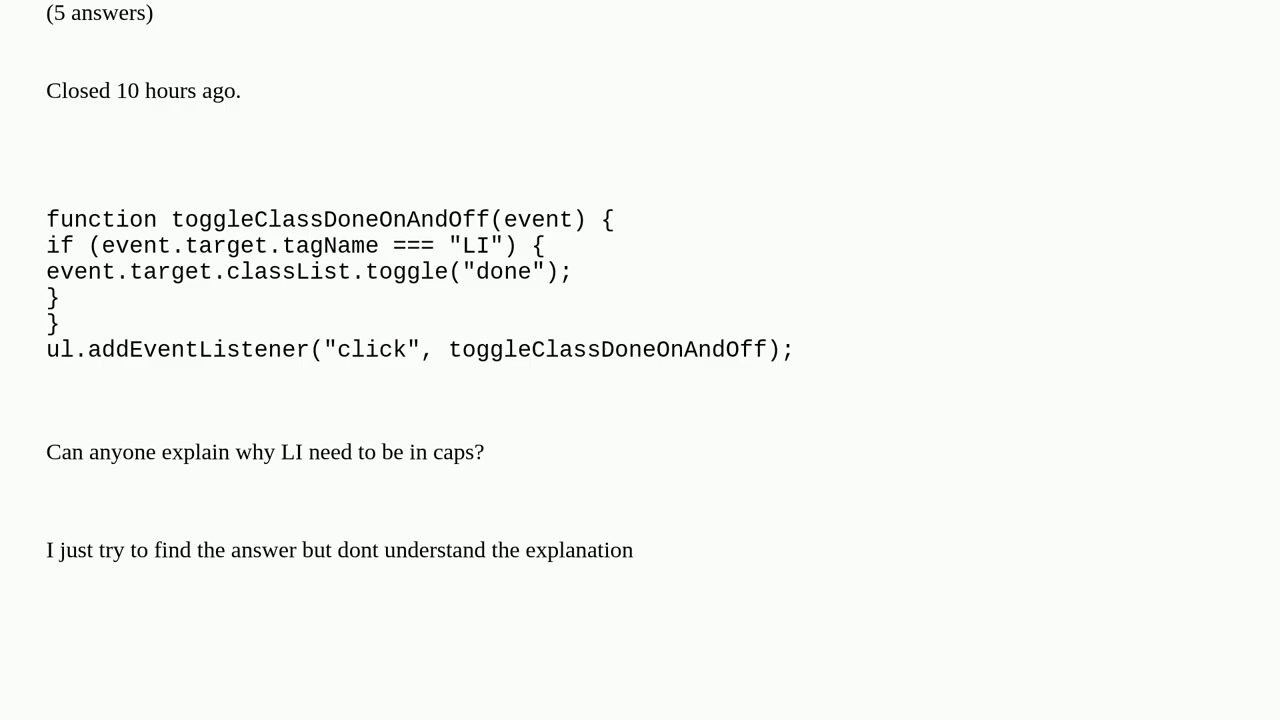 (5 answers)
Closed 10 hours ago.
function toggleClassDoneOnAndOff(event) {
if (event.target.tagName === "LI") {
event.target.classList.toggle("done");
}
}
ul.addEventListener("click", toggleClassDoneOnAndOff);
Can anyone explain why LI need to be in caps?
I just try to find the answer but dont understand the explanation